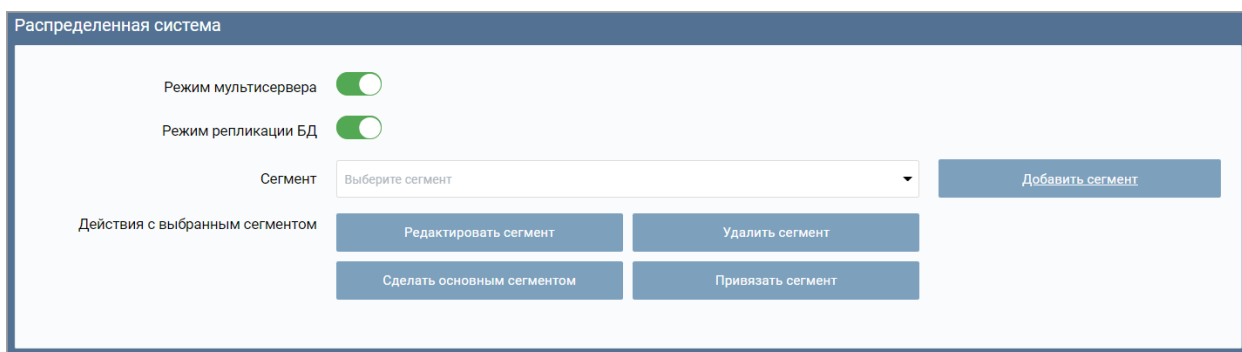 Распределенная система
Режим мультисервера
Режим репликации БД
Сегмент Выберите сегмент Добавить сегмент
Действия с выбранным сегментом Редактировать сегмент Удалить сегмент
Сделать основным сегментом Привязать сегмент